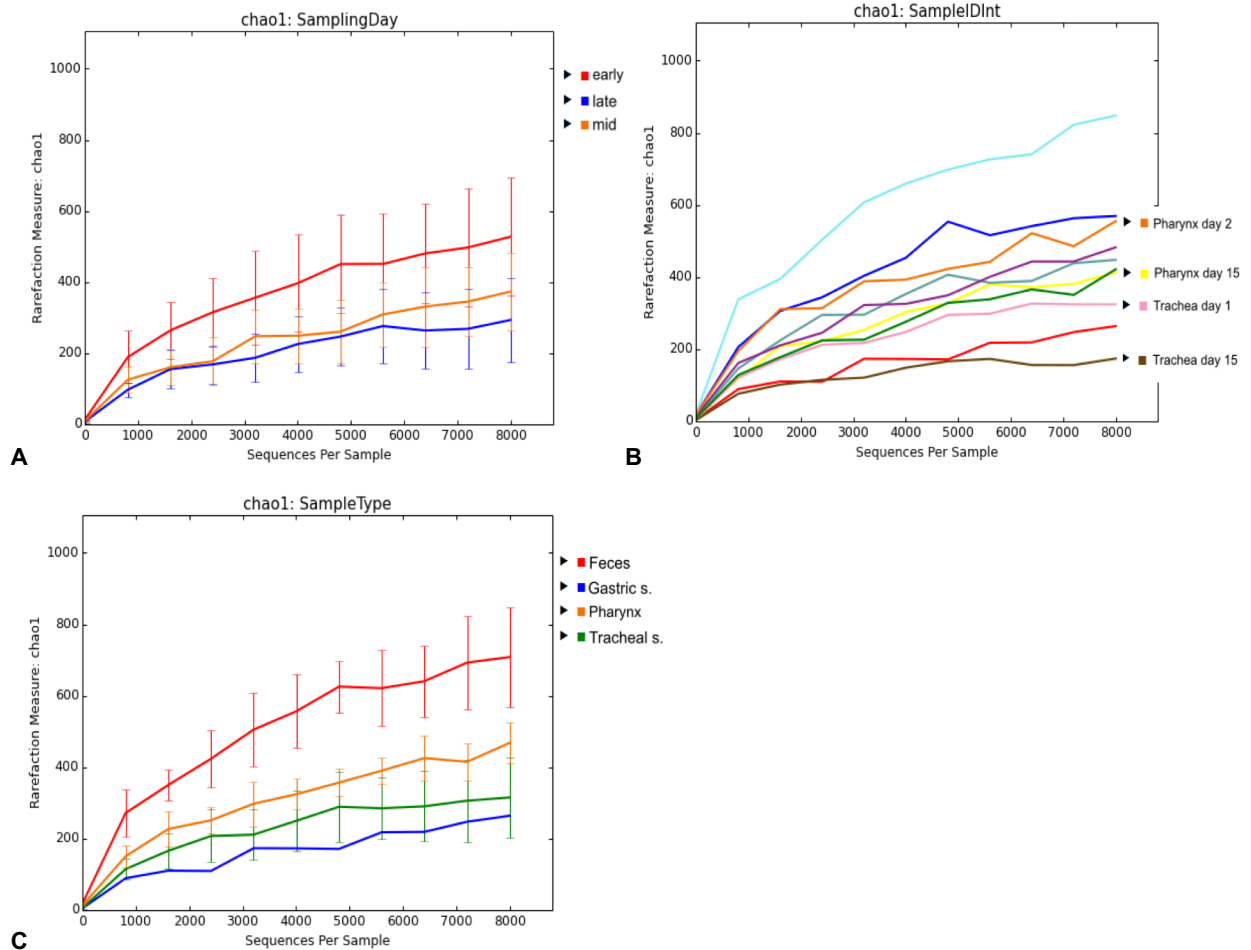 chao1: SamplingDay
Rarefaction Measure: chao1
1000
800
600
400
200
0
0 1000 2000 3000 4000 5000 6000 7000 8000
Sequences Per Sample
early
late
mid
A
chao1: SampleIDInt
Rarefaction Measure: chao1
1000
800
600
400
200
0
0 1000 2000 3000 4000 5000 6000 7000 8000
Sequences Per Sample
Pharynx day 2
Pharynx day 15
Trachea day 1
Trachea day 15
B
chao1: SampleType
Rarefaction Measure: chao1
1000
800
600
400
200
0
0 1000 2000 3000 4000 5000 6000 7000 8000
Sequences Per Sample
Feces
Gastric s.
Pharynx
Tracheal s.
C